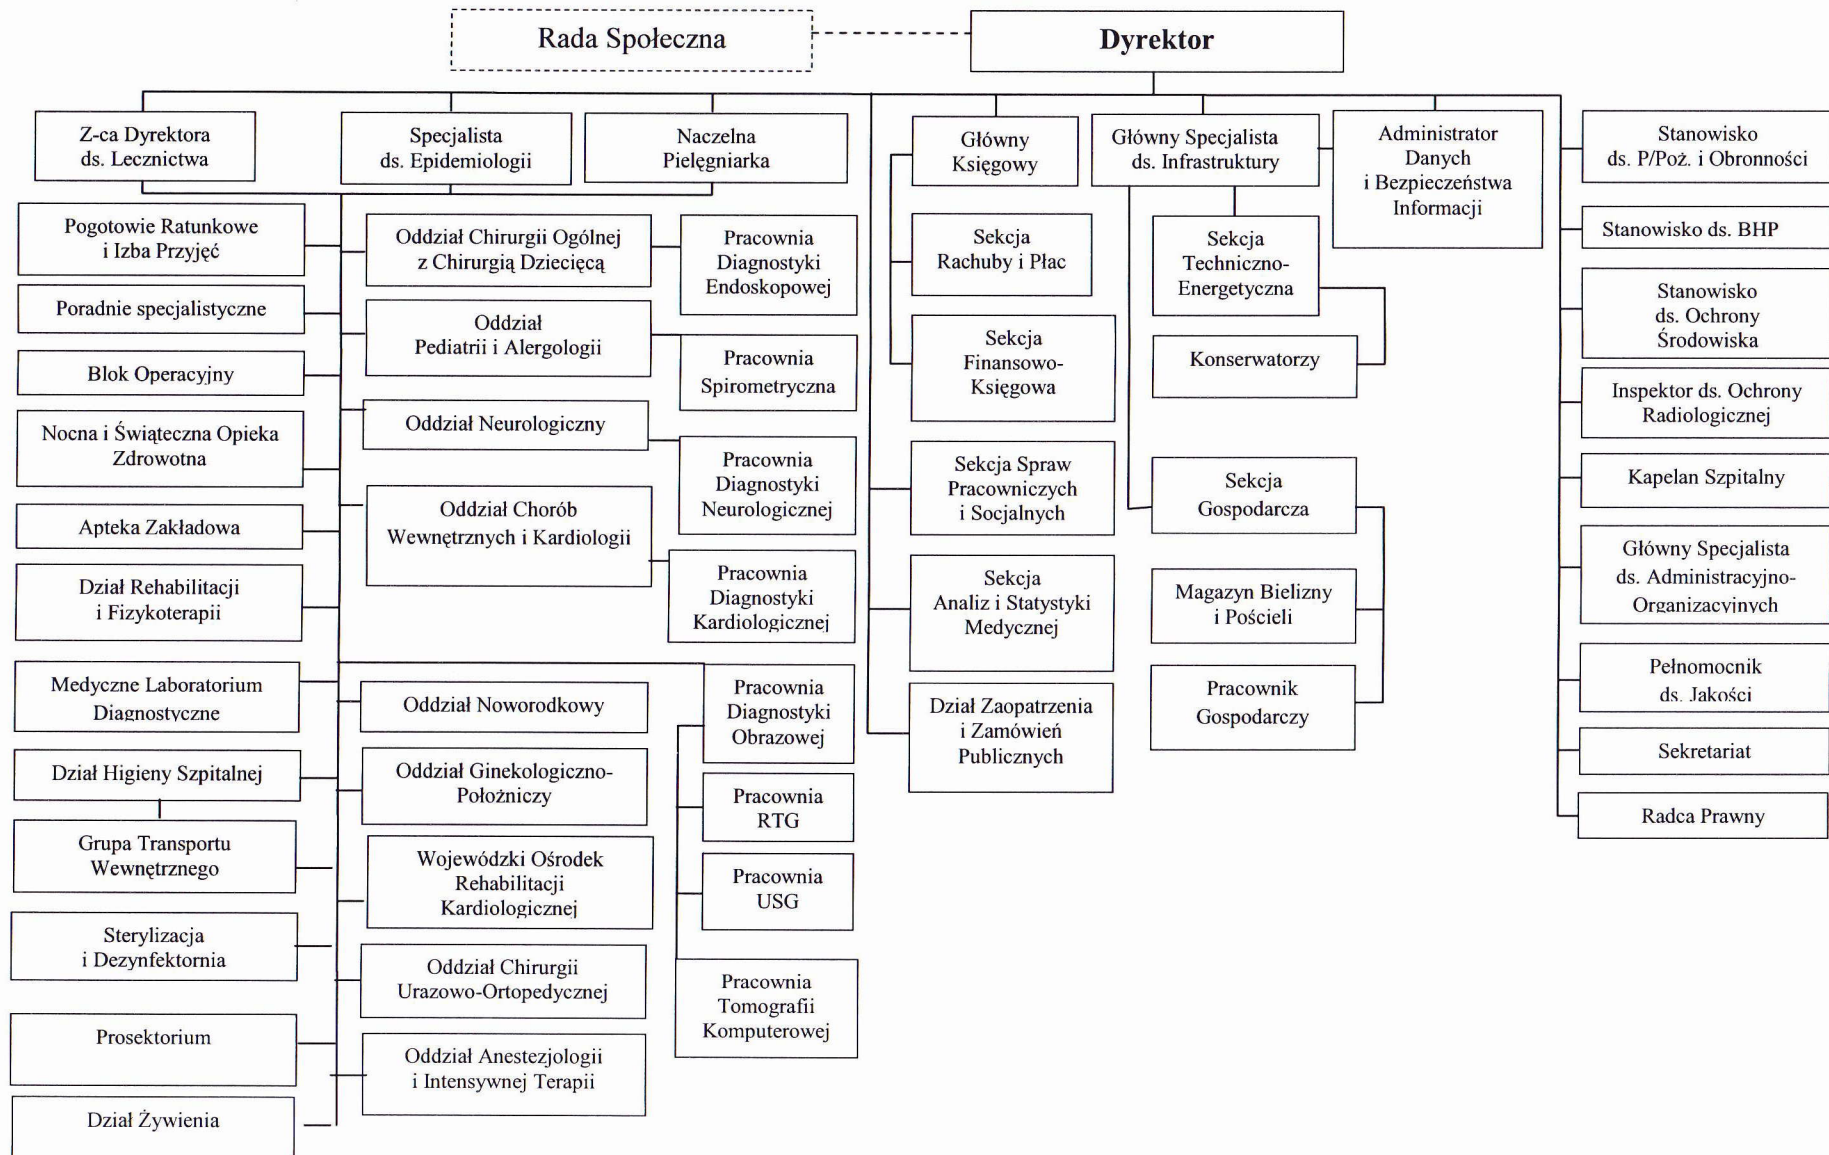 Rada Społeczna
Dyrektor
Z-ca Dyrektora
ds. Lecznictwa
Specjalista
ds. Epidemiologii
Naczelna
Pielęgniarka
Główny
Księgowy
Główny Specjalista
ds. Infrastruktury
Administrator
Danych
i Bezpieczeństwa
Informacji
Stanowisko
ds. P/Poż. i Obronności
Pogotowie Ratunkowe
i Izba Przyjęć
Poradnie specjalistyczne
Blok Operacyjny
Nocna i Świąteczna Opieka
Zdrowotna
Apteka Zakładowa
Dział Rehabilitacji
i Fizykoterapii
Medyczne Laboratorium
Diagnostyczne
Dział Higieny Szpitalnej
Grupa Transportu
Wewnętrznego
Sterylizacja
i Dezynfektornia
Prosektorium
Dział Żywienia
Oddział Chirurgii Ogólnej
z Chirurgią Dziecięcą
Oddział
Pediatrii i Alergologii
Oddział Neurologiczny
Oddział Chorób
Wewnętrznych i Kardiologii
Oddział Noworodkowy
Oddział Ginekologiczno-
Położniczy
Wojewódzki Ośrodek
Rehabilitacji
Kardiologicznej
Oddział Chirurgii
Urazowo-Ortopedycznej
Oddział Anestezjologii
i Intensywnej Terapii
Pracownia
Diagnostyki
Endoskopowej
Pracownia
Spirometryczna
Pracownia
Diagnostyki
Neurologicznej
Pracownia
Diagnostyki
Kardiologicznej
Pracownia
Diagnostyki
Obrazowej
Pracownia
RTG
Pracownia
USG
Pracownia
Tomografii
Komputerowej
Sekcja
Rachuby i Płac
Sekcja
Finansowo-
Księgowa
Sekcja Spraw
Pracowniczych
i Socjalnych
Sekcja
Analiz i Statystyki
Medycznej
Dział Zaopatrzenia
i Zamówień
Publicznych
Sekcja
Techniczno-
Energetyczna
Konserwatorzy
Sekcja
Gospodarcza
Magazyn Bielizny
i Pościeli
Pracownik
Gospodarczy
Stanowisko ds. BHP
Stanowisko
ds. Ochrony
Środowiska
Inspektor ds. Ochrony
Radiologicznej
Kapelan Szpitalny
Główny Specjalista
ds. Administracyjno-
Organizacyjnych
Pełnomocnik
ds. Jakości
Sekretariat
Radca Prawny